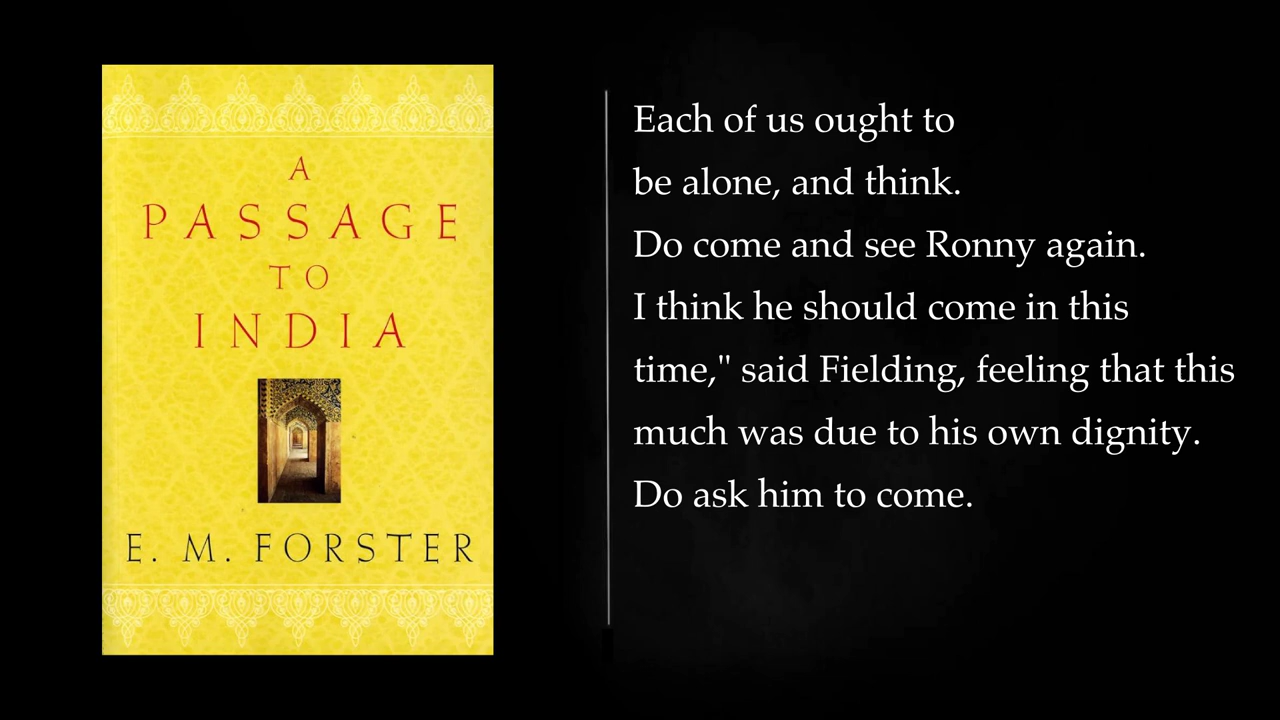 A
PASSAGE
TO
INDIA
E. M. FORSTER
Each of us ought to
be alone, and think.
Do come and see Ronny again.
I think he should come in this
time," said Fielding, feeling that this
much was due to his own dignity.
Do ask him to come.